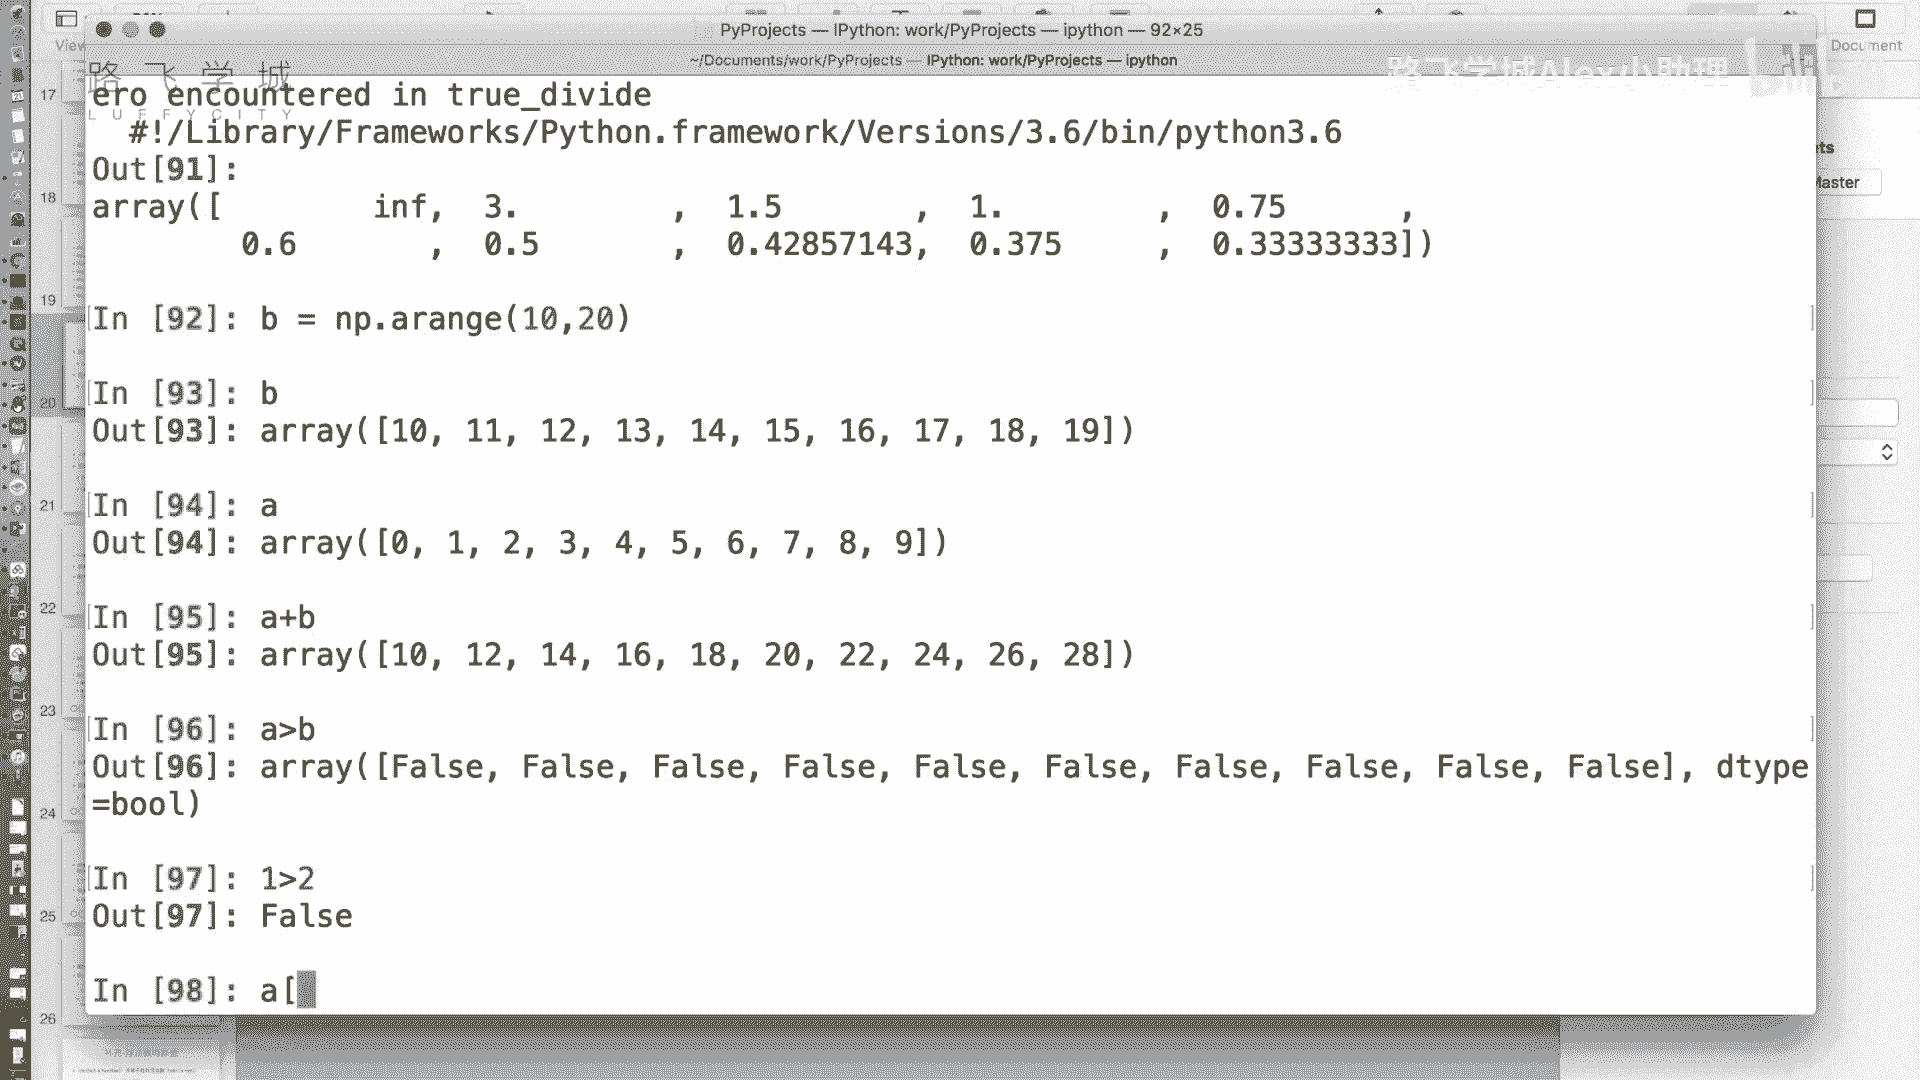 PyProjects — IPython: work/PyProjects — ipython — 92×25
View
Document
~/Documents/work/PyProjects — IPython: work/PyProjects — ipython
路飞学城
LUFFYCITY
路飞学城Alex小助理
ero encountered in true_divide
#!/Library/Frameworks/Python.framework/Versions/3.6/bin/python3.6
Out[91]:
array([ inf, 3. , 1.5 , 1. , 0.75 ,
0.6 , 0.5 , 0.42857143, 0.375 , 0.33333333])
In [92]: b = np.arange(10,20)
In [93]: b
Out[93]: array([10, 11, 12, 13, 14, 15, 16, 17, 18, 19])
In [94]: a
Out[94]: array([0, 1, 2, 3, 4, 5, 6, 7, 8, 9])
In [95]: a+b
Out[95]: array([10, 12, 14, 16, 18, 20, 22, 24, 26, 28])
In [96]: a>b
Out[96]: array([False, False, False, False, False, False, False, False, False, False], dtype
=bool)
In [97]: 1>2
Out[97]: False
In [98]: a[
17
18
19
20
21
22
23
24
25
26